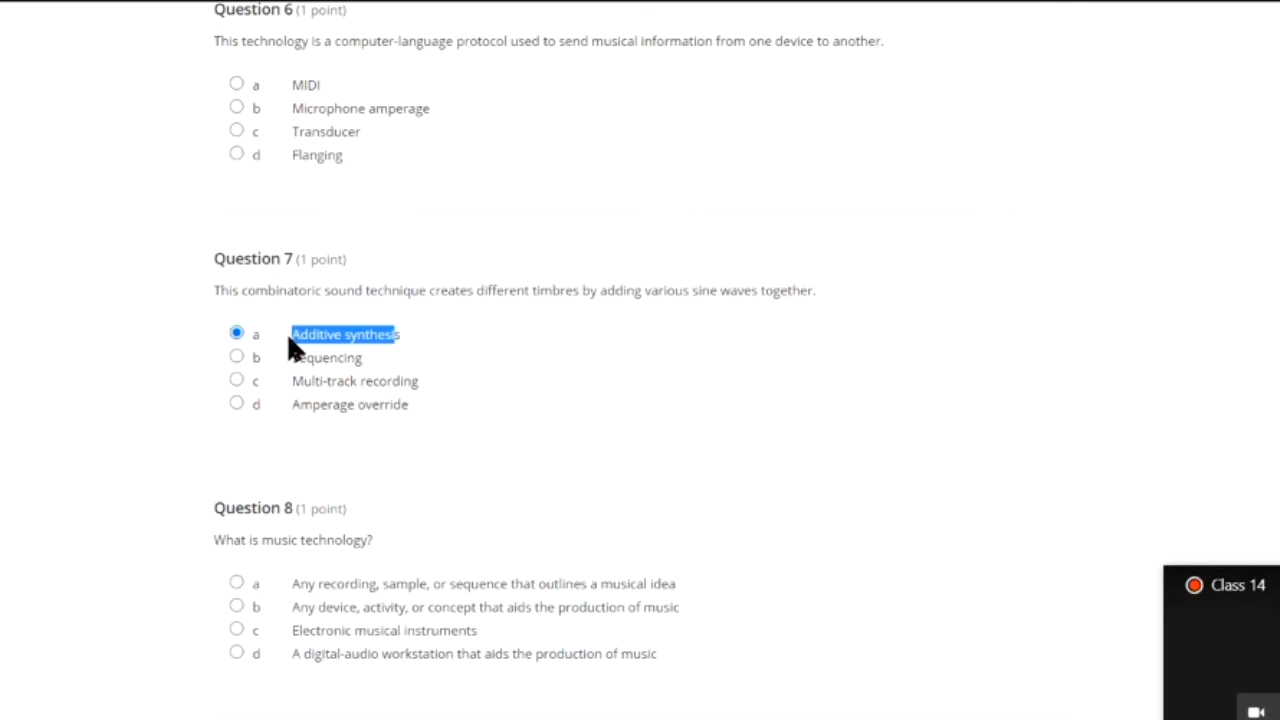 Question 6 (1 point)
This technology is a computer-language protocol used to send musical information from one device to another.
a MIDI
b Microphone amperage
c Transducer
d Flanging
Question 7 (1 point)
This combinatoric sound technique creates different timbres by adding various sine waves together.
a Additive synthesis
b Sequencing
c Multi-track recording
d Amperage override
Question 8 (1 point)
What is music technology?
a Any recording, sample, or sequence that outlines a musical idea
b Any device, activity, or concept that aids the production of music
c Electronic musical instruments
d A digital-audio workstation that aids the production of music
Class 14